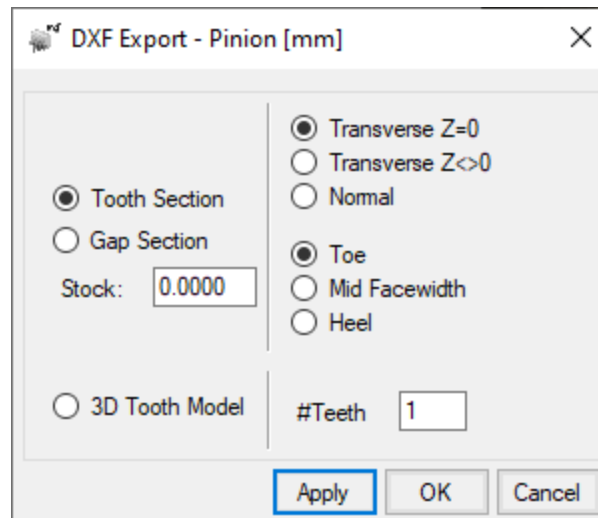 DXF Export - Pinion [mm]
Transverse Z=0
Transverse Z<>0
Normal
Tooth Section
Gap Section
Stock: 0.0000
Toe
Mid Facewidth
Heel
3D Tooth Model
#Teeth 1
Apply OK Cancel